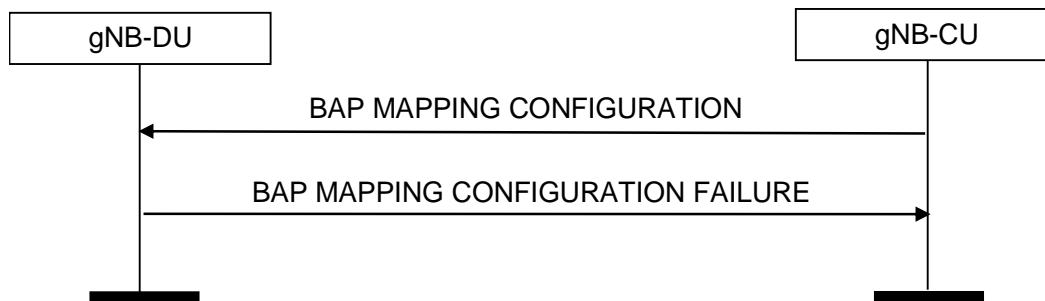 gNB-DU
gNB-CU
BAP MAPPING CONFIGURATION
BAP MAPPING CONFIGURATION FAILURE